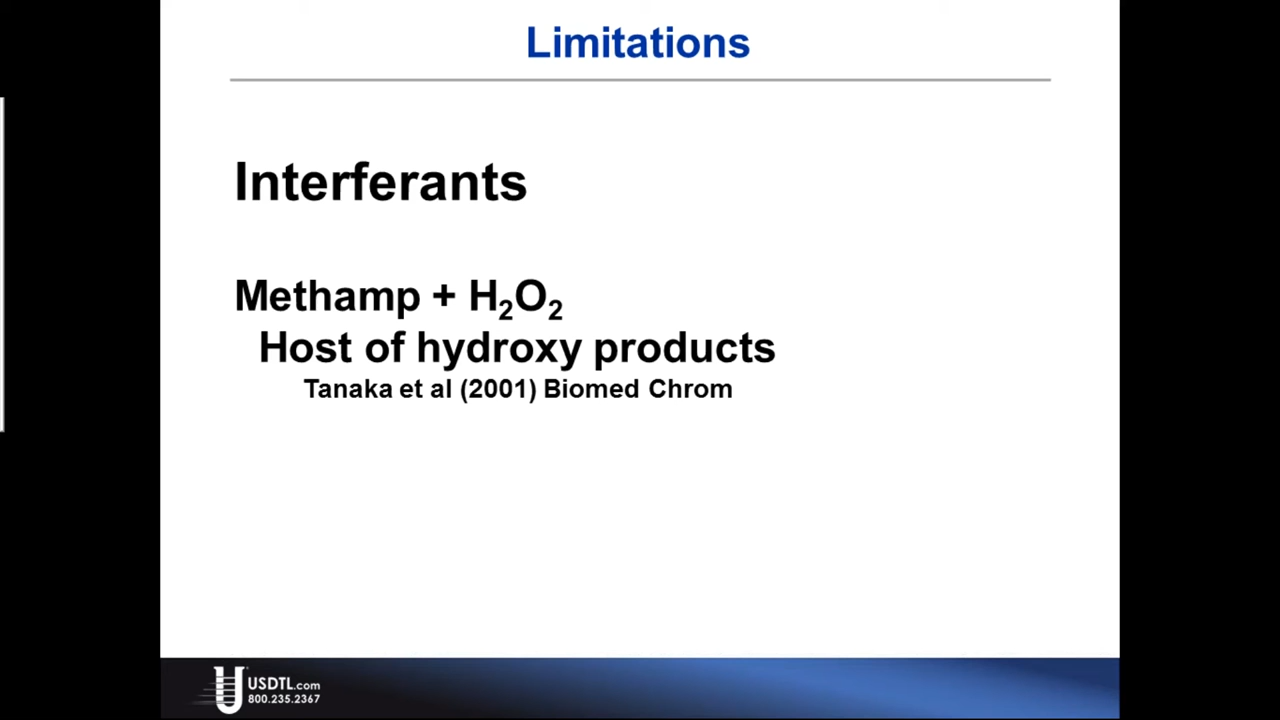 Limitations
Interferants
Methamp + H₂O₂
Host of hydroxy products
Tanaka et al (2001) Biomed Chrom
USDTL.com
800.235.2367